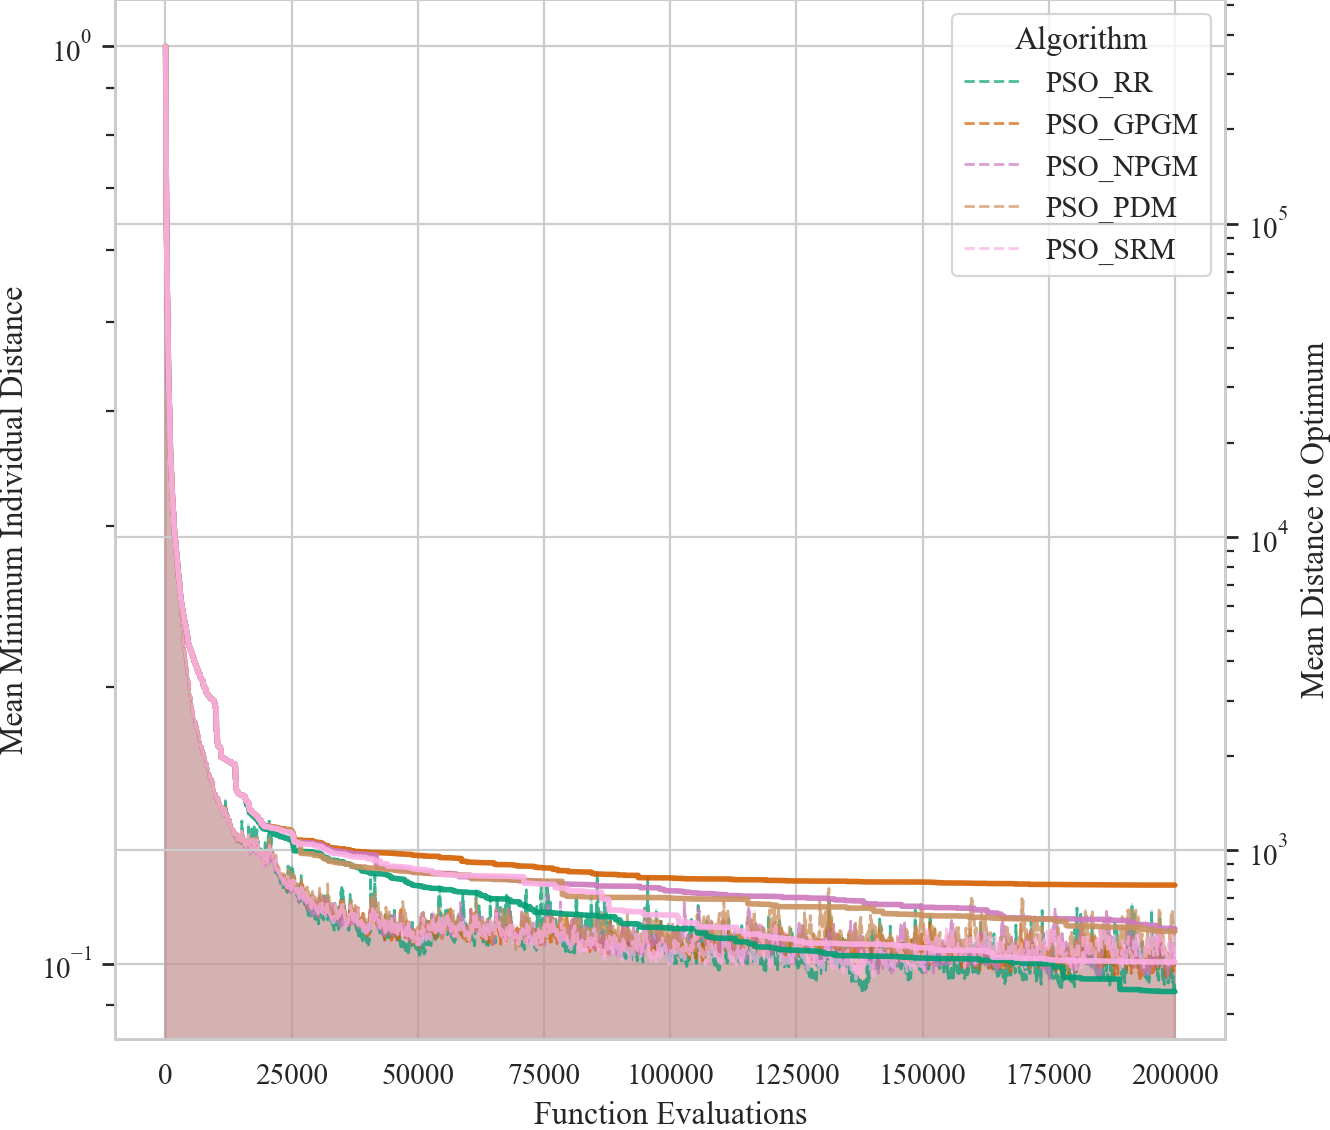 Algorithm
PSO_RR
PSO_GPGM
PSO_NPGM
PSO_PDM
PSO_SRM
10^0
10^{-1}
Mean Minimum Individual Distance
10^5
10^4
10^3
Mean Distance to Optimum
0 25000 50000 75000 100000 125000 150000 175000 200000
Function Evaluations